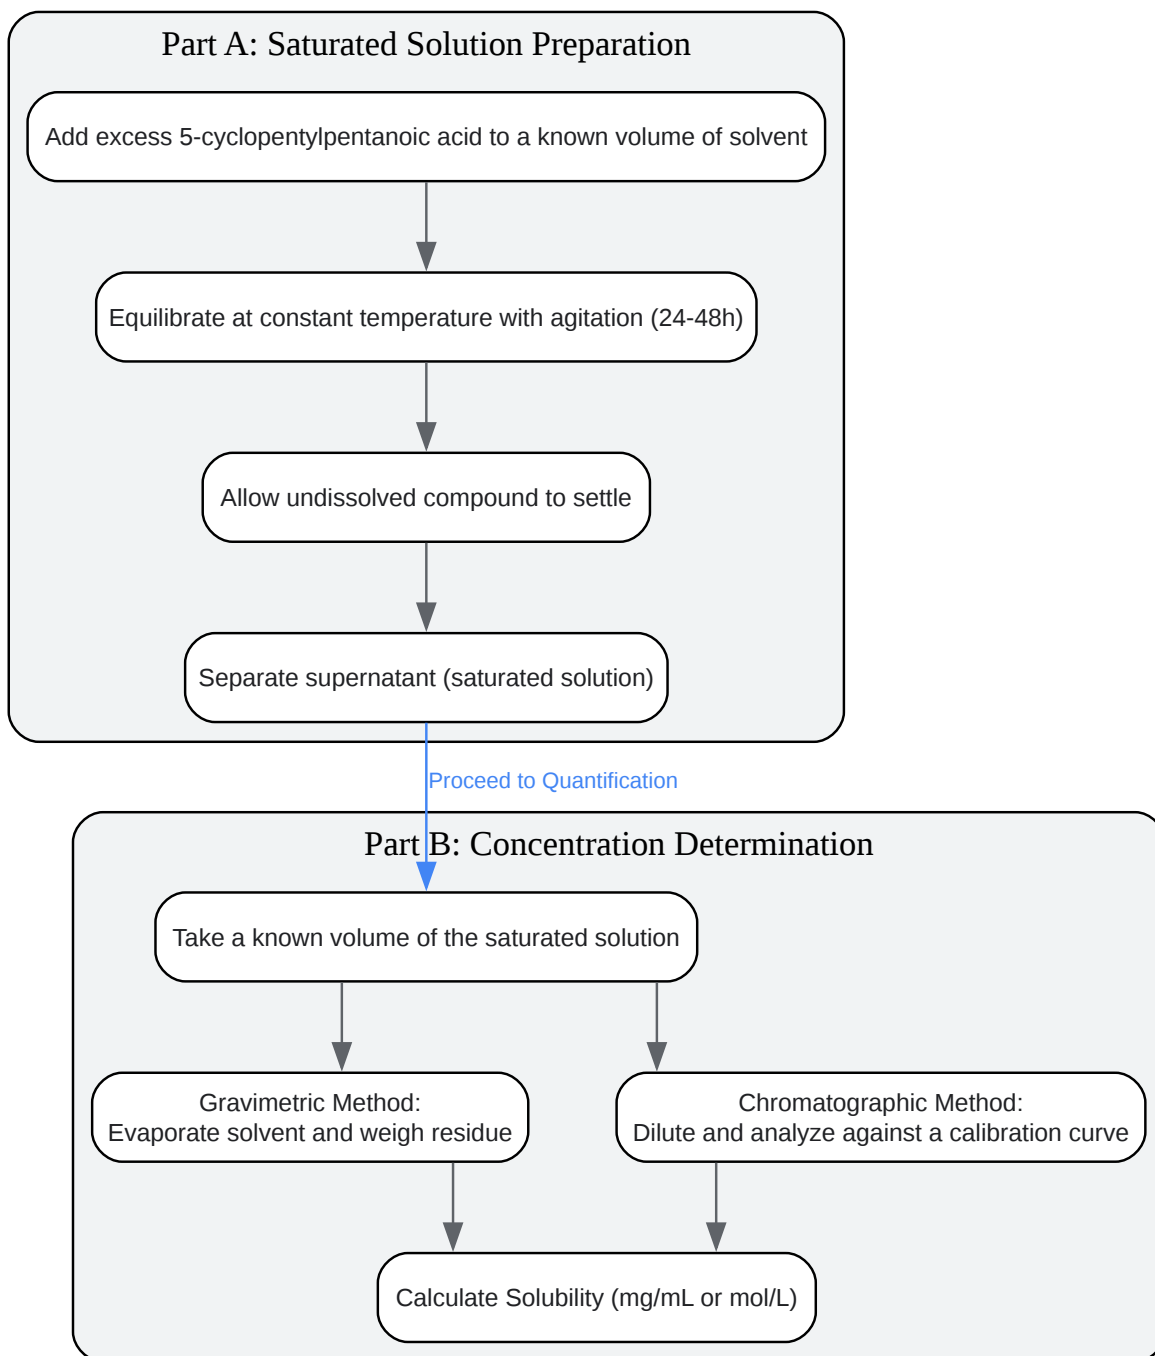 Part A: Saturated Solution Preparation
Add excess 5-cyclopentylpentanoic acid to a known volume of solvent
Equilibrate at constant temperature with agitation (24-48h)
Allow undissolved compound to settle
Separate supernatant (saturated solution)
Proceed to Quantification
Part B: Concentration Determination
Take a known volume of the saturated solution
Gravimetric Method:
Evaporate solvent and weigh residue
Chromatographic Method:
Dilute and analyze against a calibration curve
Calculate Solubility (mg/mL or mol/L)